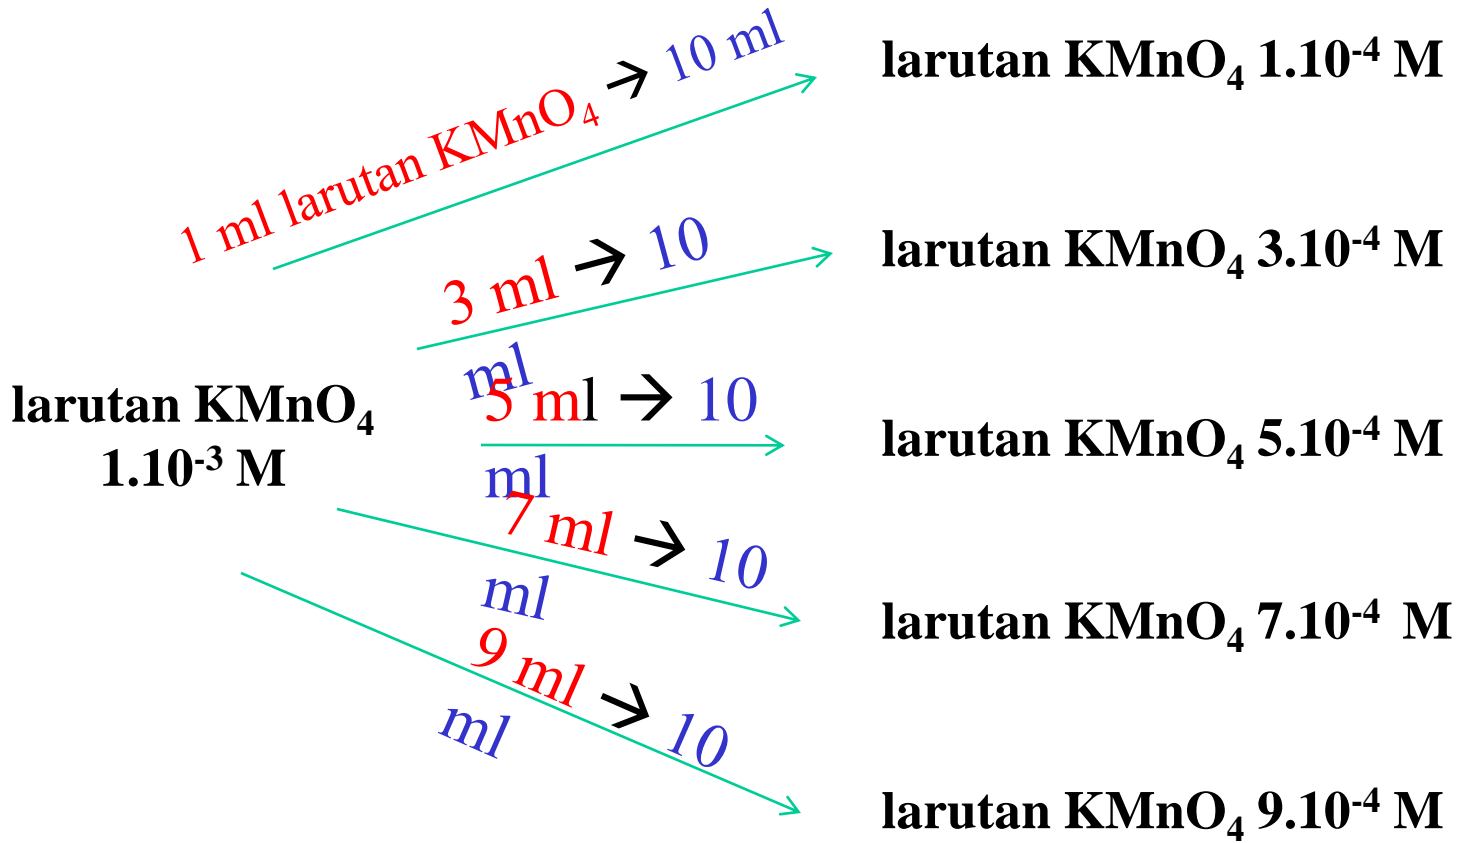 1 ml larutan KMnO₄ → 10 ml
larutan KMnO₄ 1.10⁻⁴ M
3 ml → 10
ml
larutan KMnO₄ 3.10⁻⁴ M
larutan KMnO₄
1.10⁻³ M
5 ml → 10
ml
larutan KMnO₄ 5.10⁻⁴ M
7 ml → 10
ml
larutan KMnO₄ 7.10⁻⁴ M
9 ml → 10
ml
larutan KMnO₄ 9.10⁻⁴ M